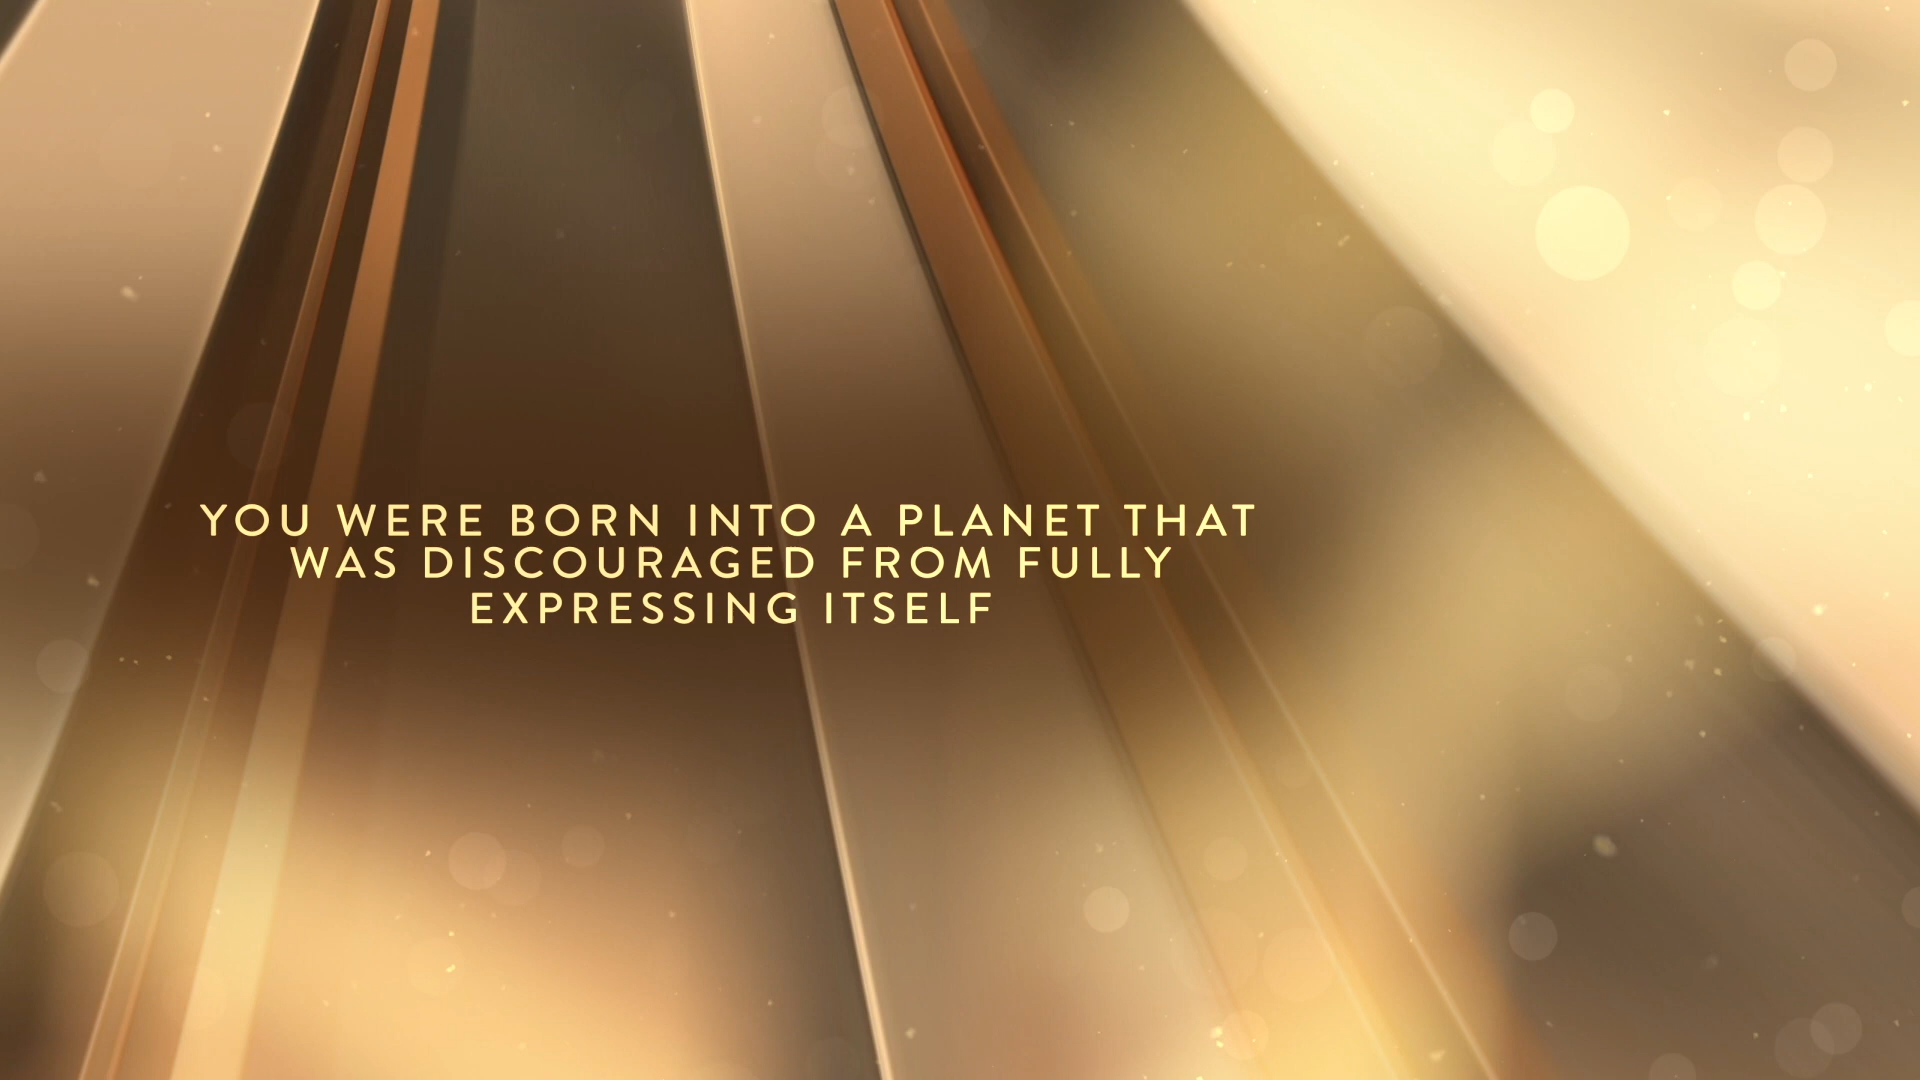 YOU WERE BORN INTO A PLANET THAT
WAS DISCOURAGED FROM FULLY
EXPRESSING ITSELF